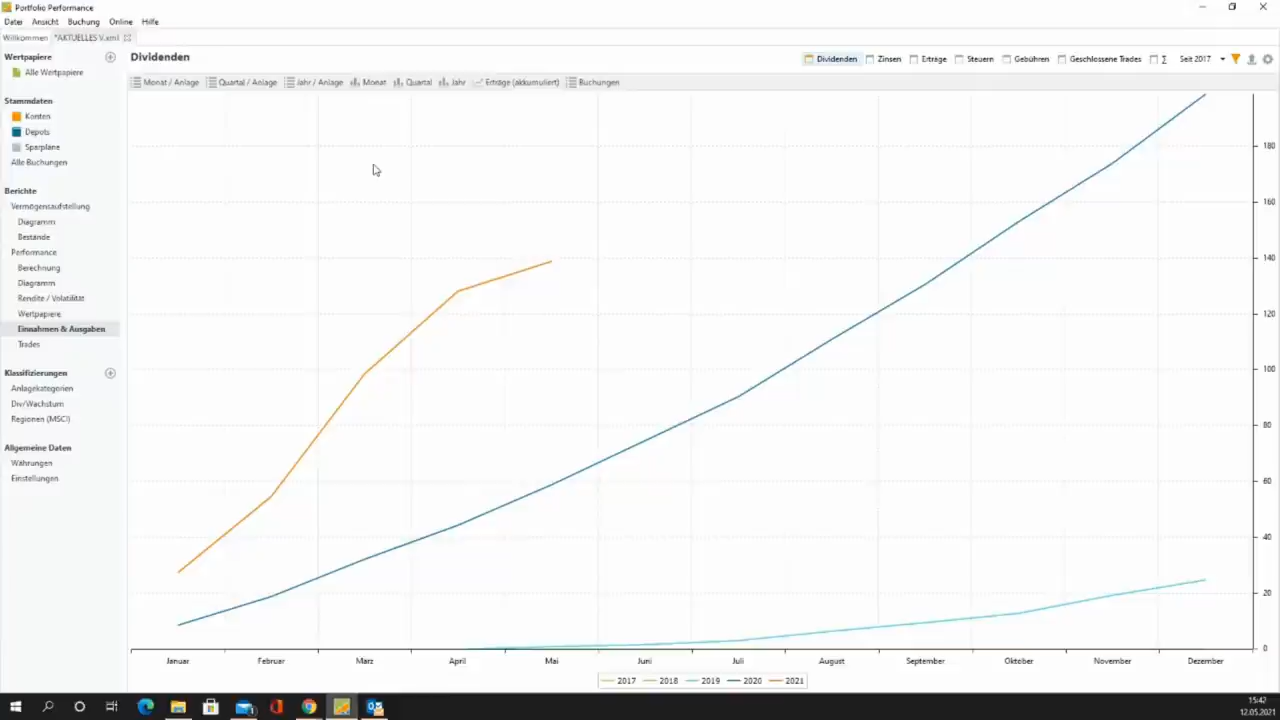 Portfolio Performance
Datei Ansicht Buchung Online Hilfe
Willkommen *AKTUELLES V.xml
Wertpapiere
Alle Wertpapiere
Stammdaten
Konten
Depots
Sparpläne
Alle Buchungen
Berichte
Vermögensaufstellung
Diagramm
Bestände
Performance
Berechnung
Diagramm
Rendite / Volatilität
Wertpapiere
Einnahmen & Ausgaben
Trades
Klassifizierungen
Anlagekategorien
Div/Wachstum
Regionen (MSCI)
Allgemeine Daten
Währungen
Einstellungen
Dividenden
Dividenden Zinsen Erträge Steuern Gebühren Geschlossene Trades Σ Seit 2017
Monat / Anlage Quartal / Anlage Jahr / Anlage Monat Quartal Jahr Erträge (akkumuliert) Buchungen
180
160
140
120
100
80
60
40
20
0
Januar Februar März April Mai Juni Juli August September Oktober November Dezember
2017 2018 2019 2020 2021
15:42
12.05.2021